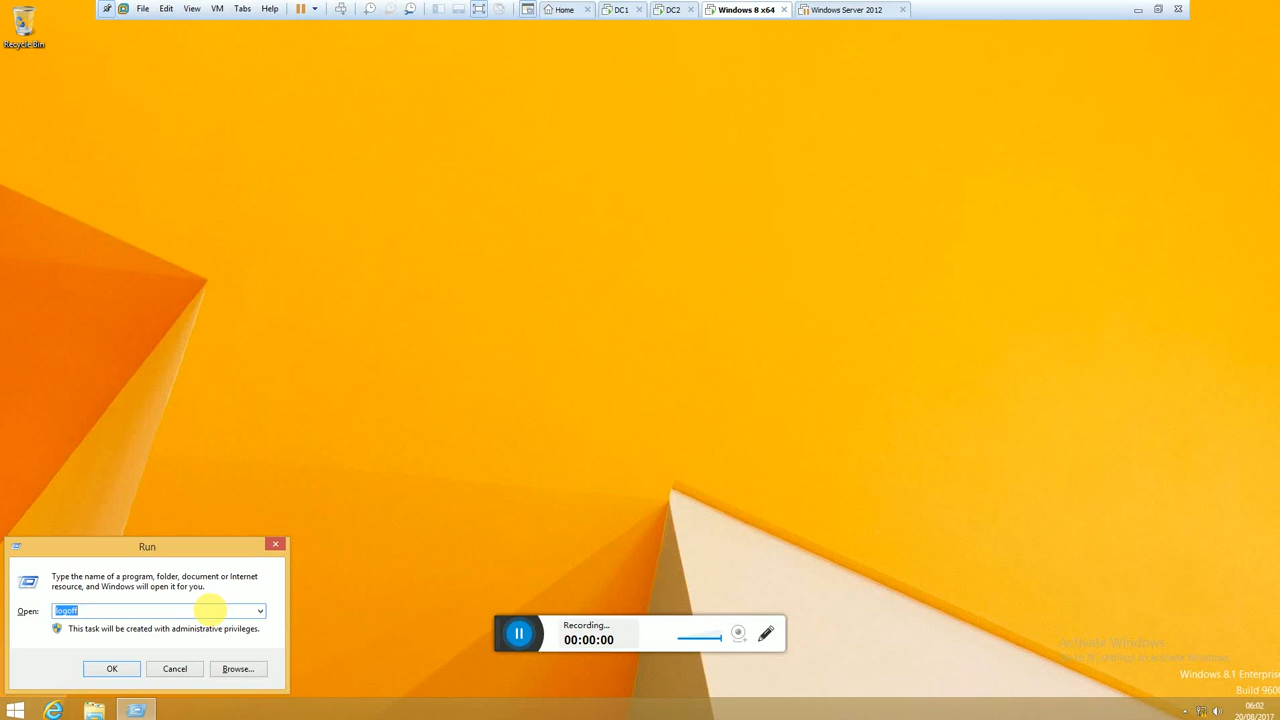 File Edit View VM Tabs Help
Home DC1 DC2 Windows 8 x64 Windows Server 2012
Recycle Bin
Run
Type the name of a program, folder, document or Internet
resource, and Windows will open it for you.
Open: logoff
This task will be created with administrative privileges.
OK Cancel Browse...
Recording...
00:00:00
Activate Windows
Windows 8.1 Enterprise
Build 9600
06:02
20/08/2017